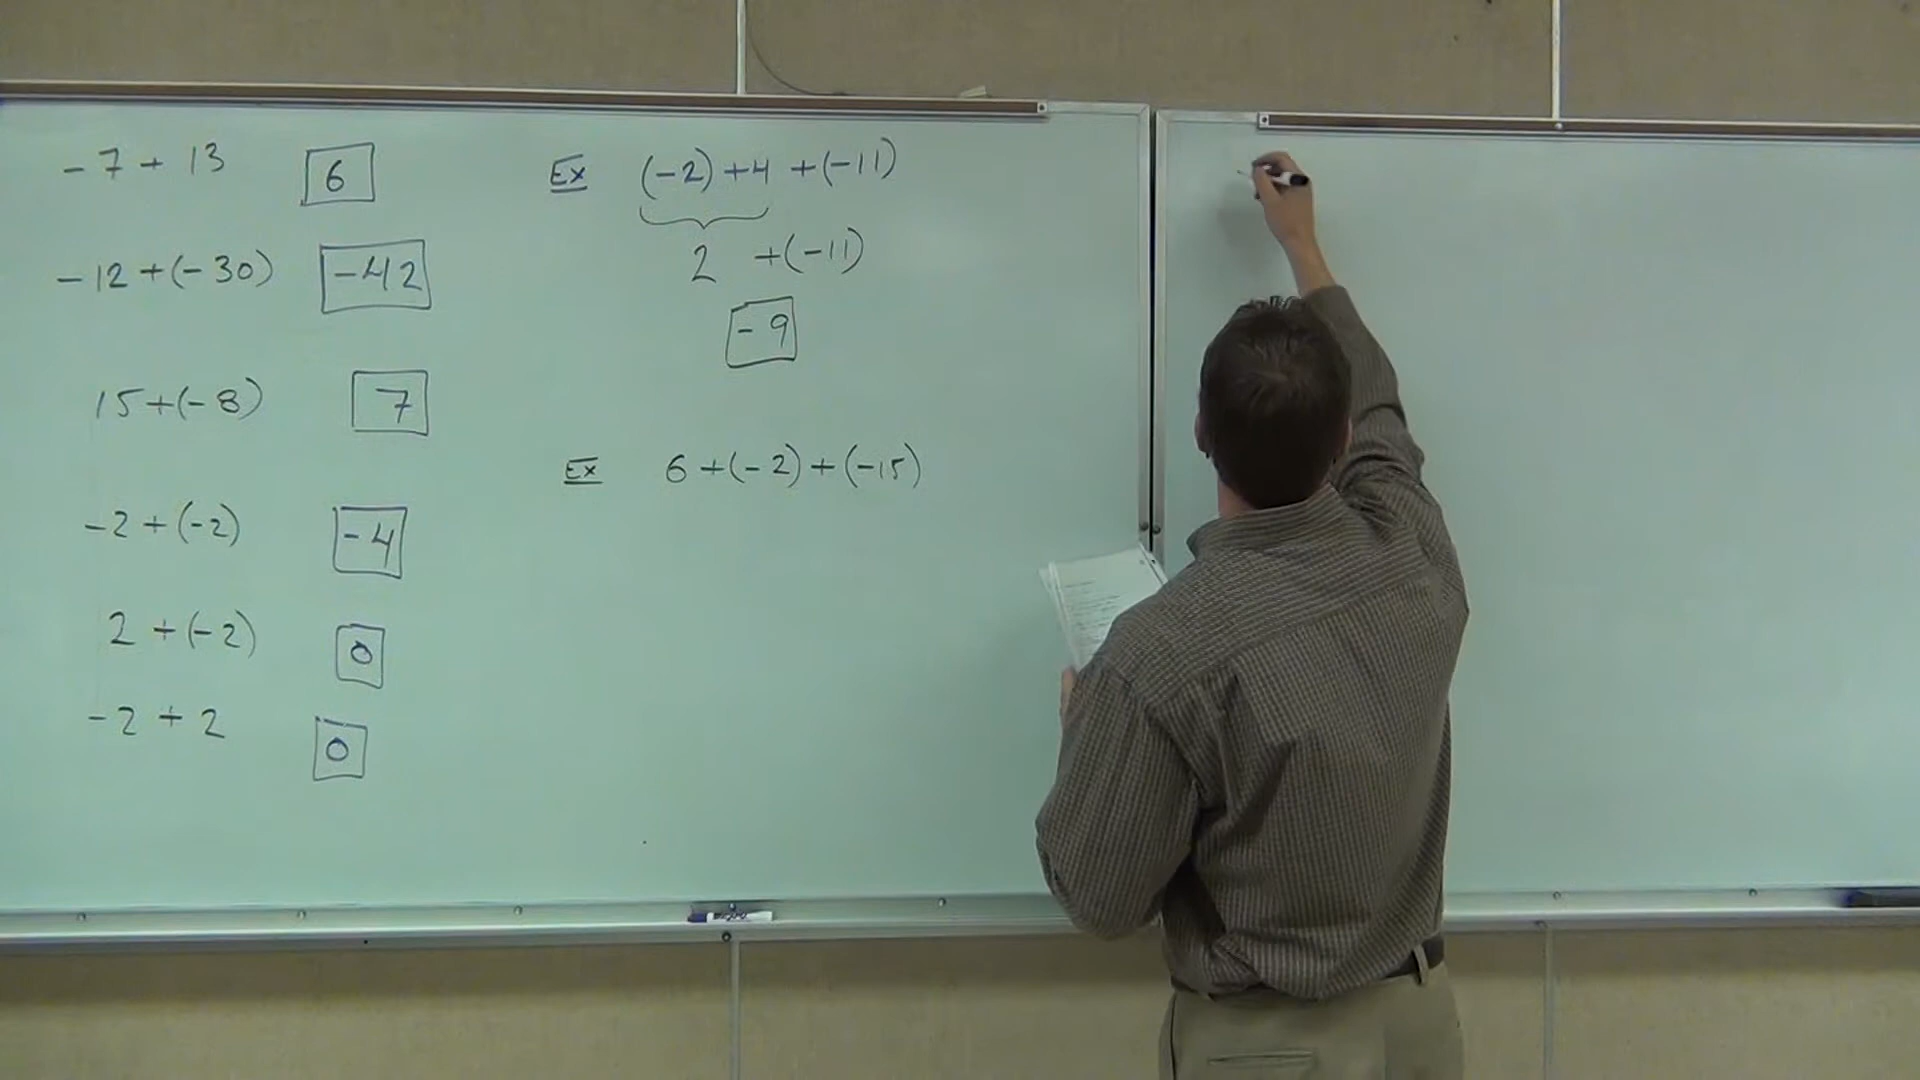 -7 + 13 6
-12 +(-30) -42
15+(-8) 7
-2 + (-2) -4
2 + (-2) 0
-2 + 2 0
Ex (-2)+4 +(-11)
2 +(-11)
-9
Ex 6 +(-2) + (-15)